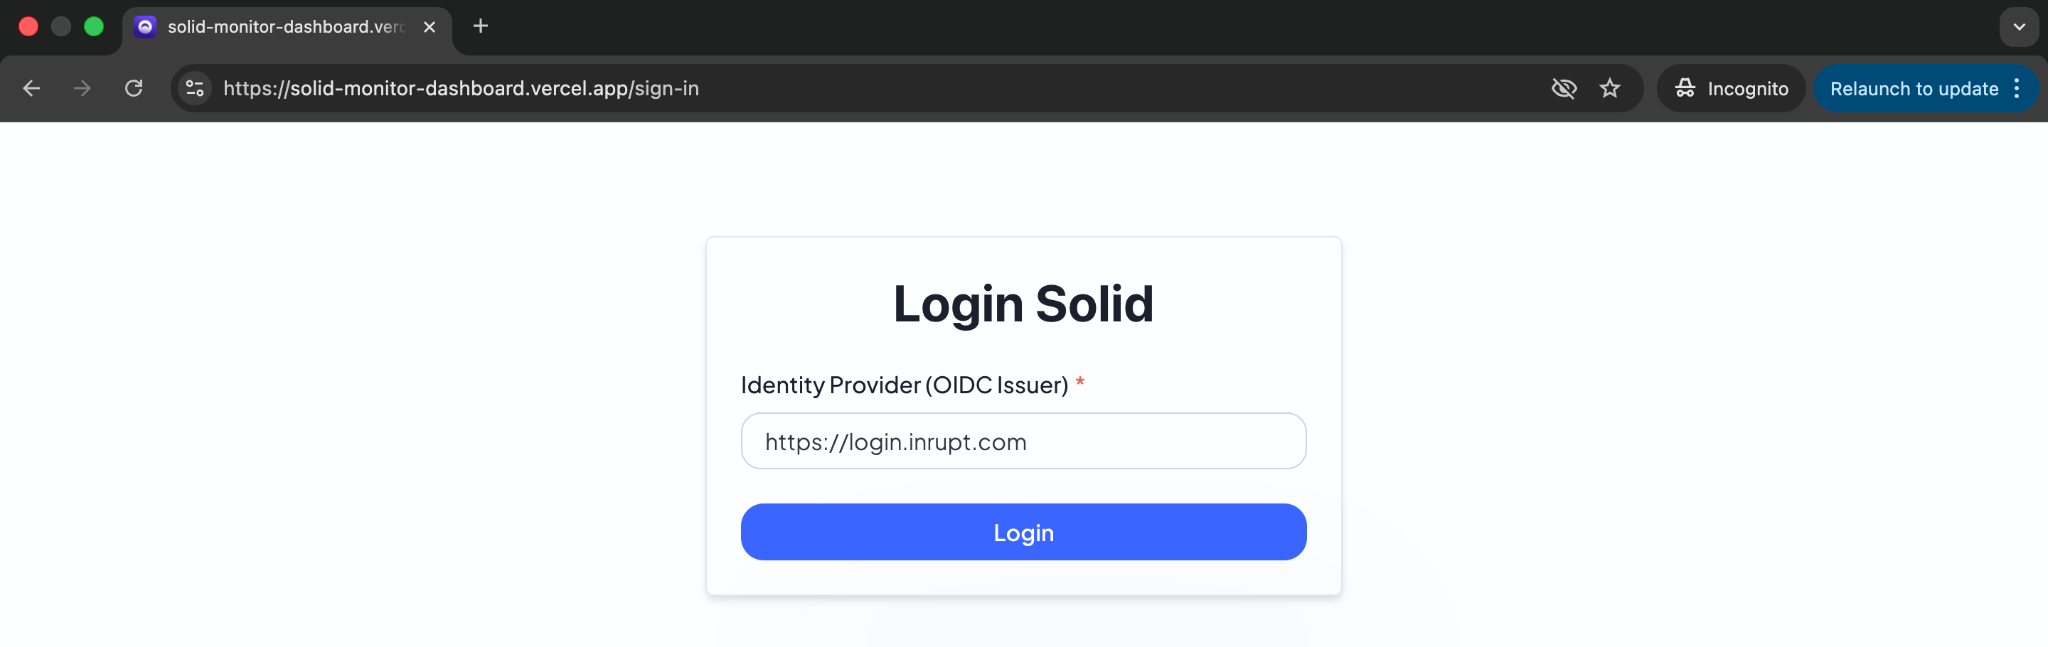 solid-monitor-dashboard.verc
https://solid-monitor-dashboard.vercel.app/sign-in
Incognito
Relaunch to update
Login Solid
Identity Provider (OIDC Issuer) *
https://login.inrupt.com
Login